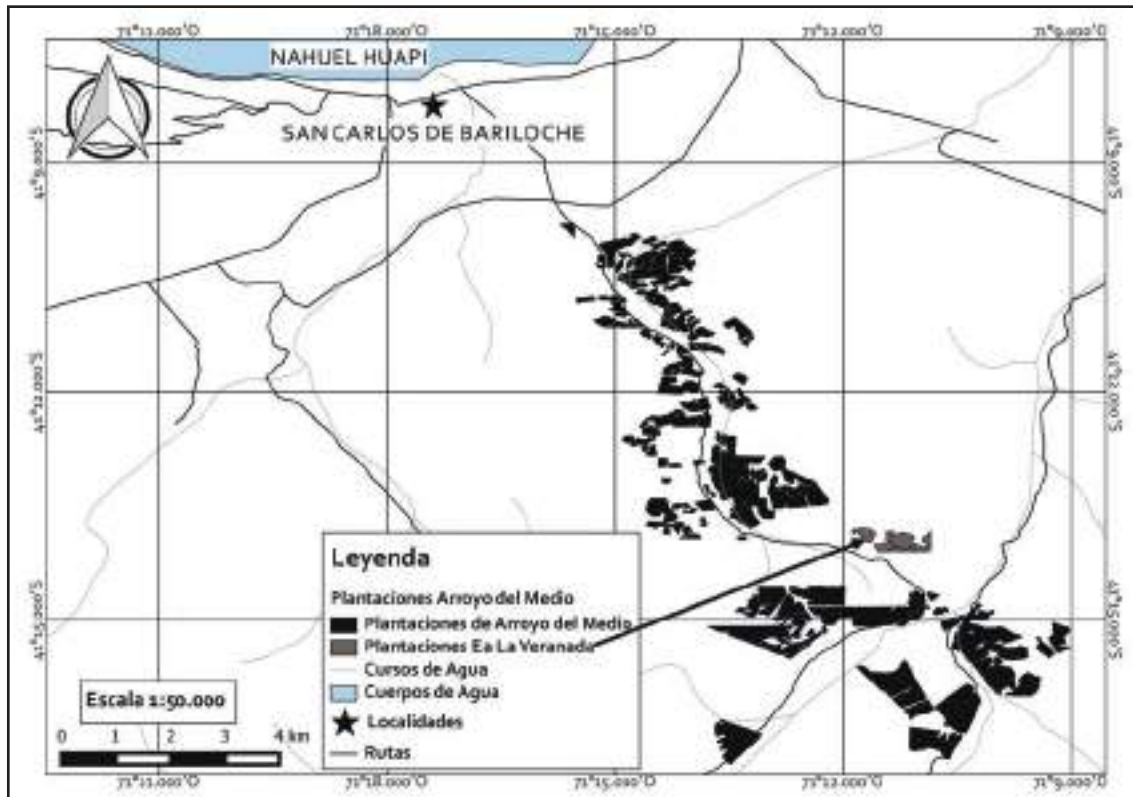 71°21.000'O 71°18.000'O 71°15.000'O 71°12.000'O 71°9.000'O
NAHUEL HUAPI
SAN CARLOS DE BARILOCHE
41°9.000'S 41°9.000'S
41°12.000'S 41°12.000'S
41°15.000'S 41°15.000'S
Leyenda
Plantaciones Arroyo del Medio
Plantaciones de Arroyo del Medio
Plantaciones Ea La Veranada
Cursos de Agua
Cuerpos de Agua
Localidades
Rutas
Escala 1:50.000
0 1 2 3 4 km
71°21.000'O 71°18.000'O 71°15.000'O 71°12.000'O 71°9.000'O